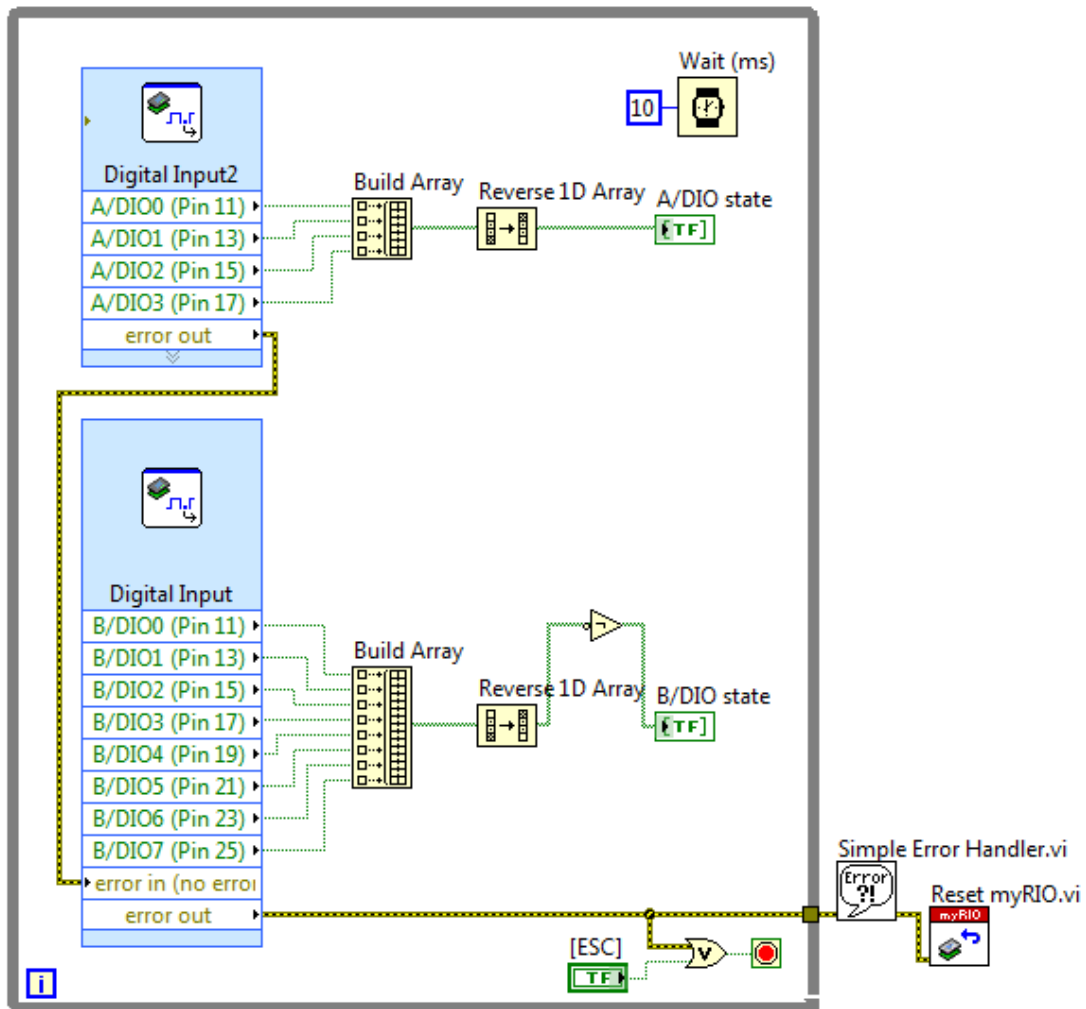 Wait (ms)
10
Digital Input2
A/DIO0 (Pin 11)
A/DIO1 (Pin 13)
A/DIO2 (Pin 15)
A/DIO3 (Pin 17)
error out
Build Array
Reverse 1D Array
A/DIO state
TF
Digital Input
B/DIO0 (Pin 11)
B/DIO1 (Pin 13)
B/DIO2 (Pin 15)
B/DIO3 (Pin 17)
B/DIO4 (Pin 19)
B/DIO5 (Pin 21)
B/DIO6 (Pin 23)
B/DIO7 (Pin 25)
error in (no erro
error out
Build Array
Reverse 1D Array
B/DIO state
TF
[ESC]
TF
V
i
Simple Error Handler.vi
Error
?!
Reset myRIO.vi
myRIO